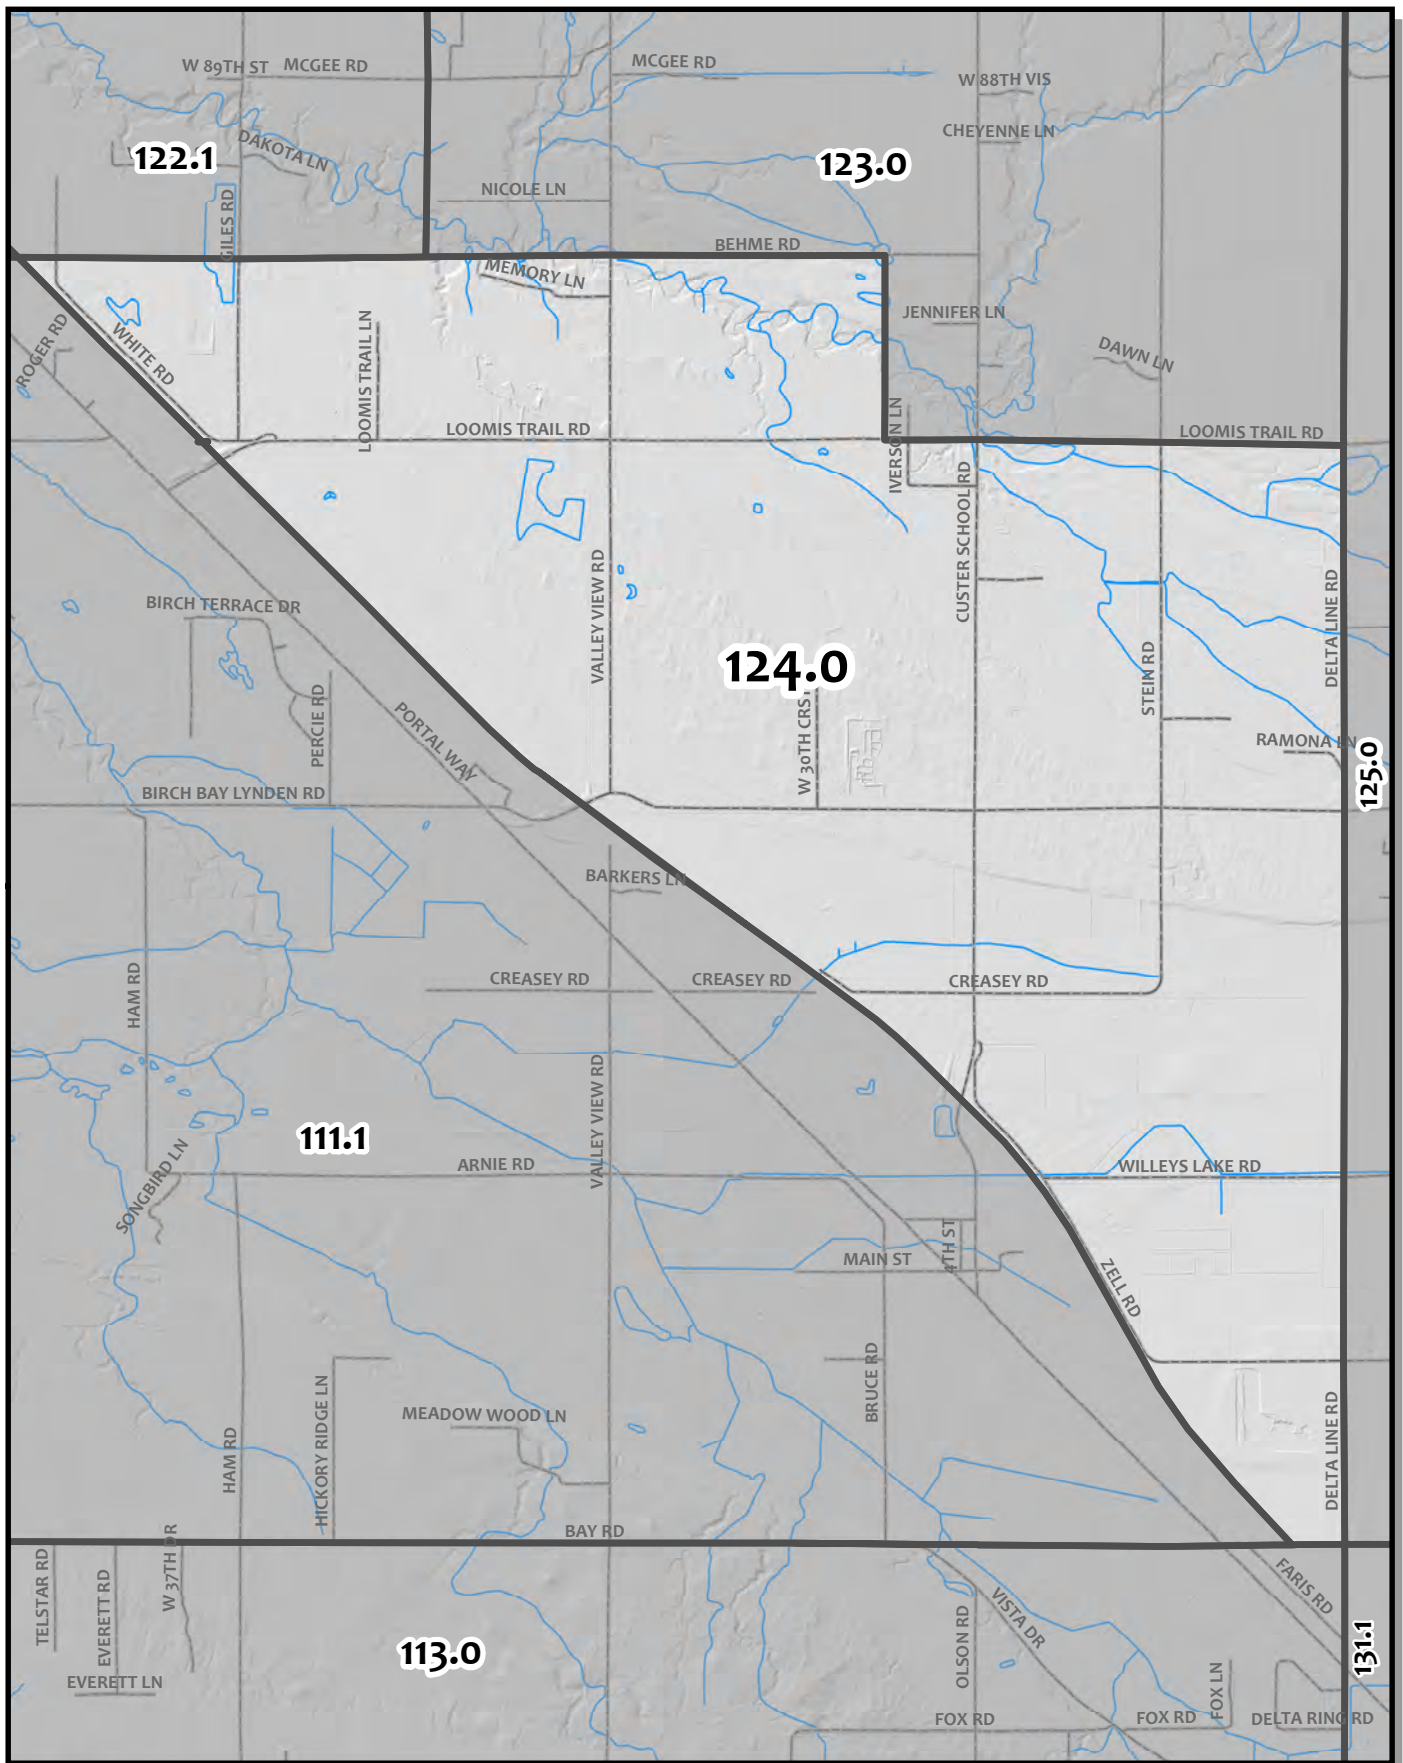 W 89TH ST
MCGEE RD
MCGEE RD
W 88TH VIS
CHEYENNE LN
DAKOTA LN
122.1
123.0
NICOLE LN
GILES RD
BEHME RD
MEMORY LN
JENNIFER LN
ROGER RD
WHITE RD
LOOMIS TRAIL LN
DAWN LN
LOOMIS TRAIL RD
LOOMIS TRAIL RD
IVERSON LN
CUSTER SCHOOL RD
BIRCH TERRACE DR
VALLEY VIEW RD
DELTA LINE RD
124.0
STEIN RD
PERCIE RD
PORTAL WAY
W 30TH CRST
RAMONA LN
125.0
BIRCH BAY LYNDEN RD
BARKERS LN
HAM RD
CREASEY RD
CREASEY RD
CREASEY RD
VALLEY VIEW RD
111.1
SONGBIRD LN
ARNIE RD
WILLEYS LAKE RD
4TH ST
MAIN ST
ZELL RD
BRUCE RD
HICKORY RIDGE LN
MEADOW WOOD LN
HAM RD
DELTA LINE RD
BAY RD
TELSTAR RD
EVERETT RD
W 37TH DR
FARIS RD
VISTA DR
OLSON RD
131.1
113.0
EVERETT LN
FOX LN
FOX RD
FOX RD
DELTA RING RD